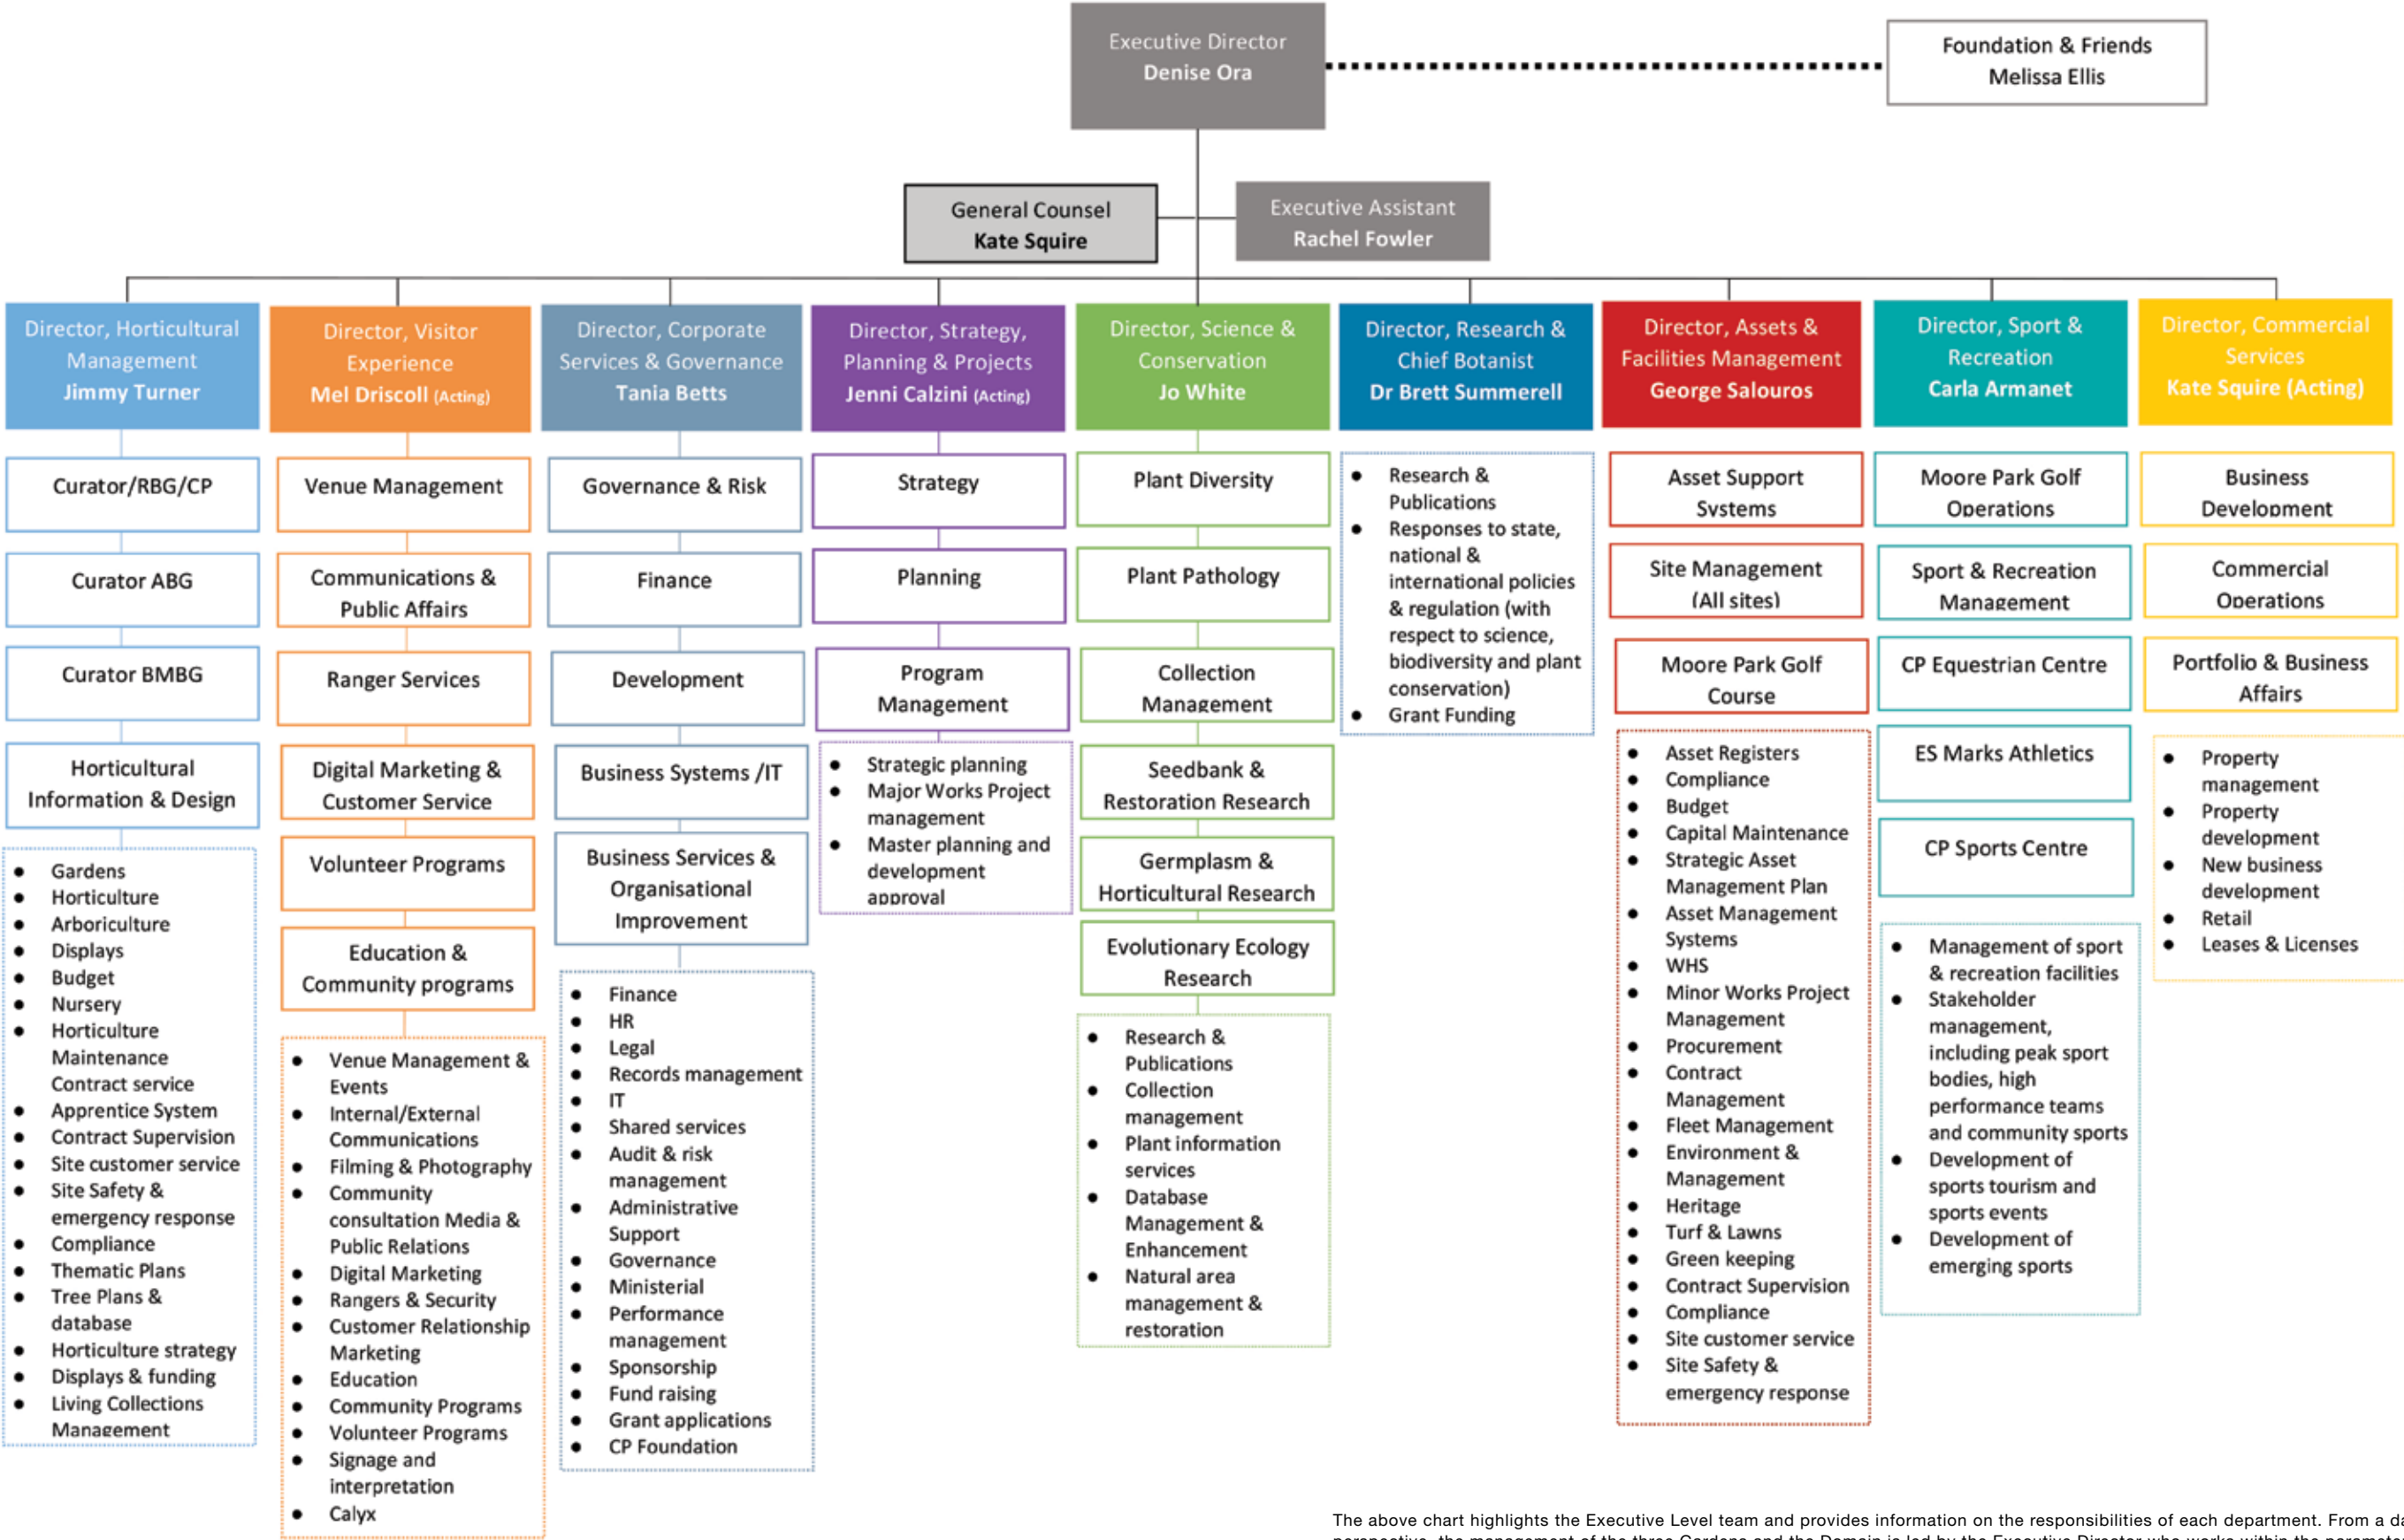 Executive Director
Denise Ora
Foundation & Friends
Melissa Ellis
General Counsel
Kate Squire
Executive Assistant
Rachel Fowler
Director, Horticultural
Management
Jimmy Turner
Curator/RBG/CP
Curator ABG
Curator BMBG
Horticultural
Information & Design
● Gardens
● Horticulture
● Arboriculture
● Displays
● Budget
● Nursery
● Horticulture
Maintenance
Contract service
● Apprentice System
● Contract Supervision
● Site customer service
● Site Safety &
emergency response
● Compliance
● Thematic Plans
● Tree Plans &
database
● Horticulture strategy
● Displays & funding
● Living Collections
Management
Director, Visitor
Experience
Mel Driscoll (Acting)
Venue Management
Communications &
Public Affairs
Ranger Services
Digital Marketing &
Customer Service
Volunteer Programs
Education &
Community programs
● Venue Management &
Events
● Internal/External
Communications
● Filming & Photography
● Community
consultation Media &
Public Relations
● Digital Marketing
● Rangers & Security
● Customer Relationship
Marketing
● Education
● Community Programs
● Volunteer Programs
● Signage and
interpretation
● Calyx
Director, Corporate
Services & Governance
Tania Betts
Governance & Risk
Finance
Development
Business Systems /IT
Business Services &
Organisational
Improvement
● Finance
● HR
● Legal
● Records management
● IT
● Shared services
● Audit & risk
management
● Administrative
Support
● Governance
● Ministerial
● Performance
management
● Sponsorship
● Fund raising
● Grant applications
● CP Foundation
Director, Strategy,
Planning & Projects
Jenni Calzini (Acting)
Strategy
Planning
Program
Management
● Strategic planning
● Major Works Project
management
● Master planning and
development
approval
Director, Science &
Conservation
Jo White
Plant Diversity
Plant Pathology
Collection
Management
Seedbank &
Restoration Research
Germplasm &
Horticultural Research
Evolutionary Ecology
Research
● Research &
Publications
● Collection
management
● Plant information
services
● Database
Management &
Enhancement
● Natural area
management &
restoration
Director, Research &
Chief Botanist
Dr Brett Summerell
● Research &
Publications
● Responses to state,
national &
international policies
& regulation (with
respect to science,
biodiversity and plant
conservation)
● Grant Funding
Director, Assets &
Facilities Management
George Salouros
Asset Support
Systems
Site Management
(All sites)
Moore Park Golf
Course
● Asset Registers
● Compliance
● Budget
● Capital Maintenance
● Strategic Asset
Management Plan
● Asset Management
Systems
● WHS
● Minor Works Project
Management
● Procurement
● Contract
Management
● Fleet Management
● Environment &
Management
● Heritage
● Turf & Lawns
● Green keeping
● Contract Supervision
● Compliance
● Site customer service
● Site Safety &
emergency response
Director, Sport &
Recreation
Carla Armanet
Moore Park Golf
Operations
Sport & Recreation
Management
CP Equestrian Centre
ES Marks Athletics
CP Sports Centre
● Management of sport
& recreation facilities
● Stakeholder
management,
including peak sport
bodies, high
performance teams
and community sports
● Development of
sports tourism and
sports events
● Development of
emerging sports
Director, Commercial
Services
Kate Squire (Acting)
Business
Development
Commercial
Operations
Portfolio & Business
Affairs
● Property
management
● Property
development
● New business
development
● Retail
● Leases & Licenses
The above chart highlights the Executive Level team and provides information on the responsibilities of each department. From a
perspective, the management of the three Gardens and the Domain is led by the Executive Director who works within the